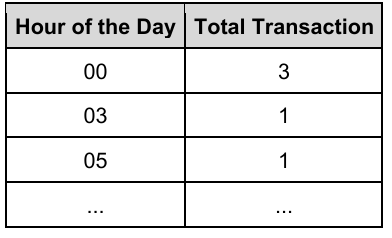 Hour of the Day Total Transaction
00 3
03 1
05 1
... ...